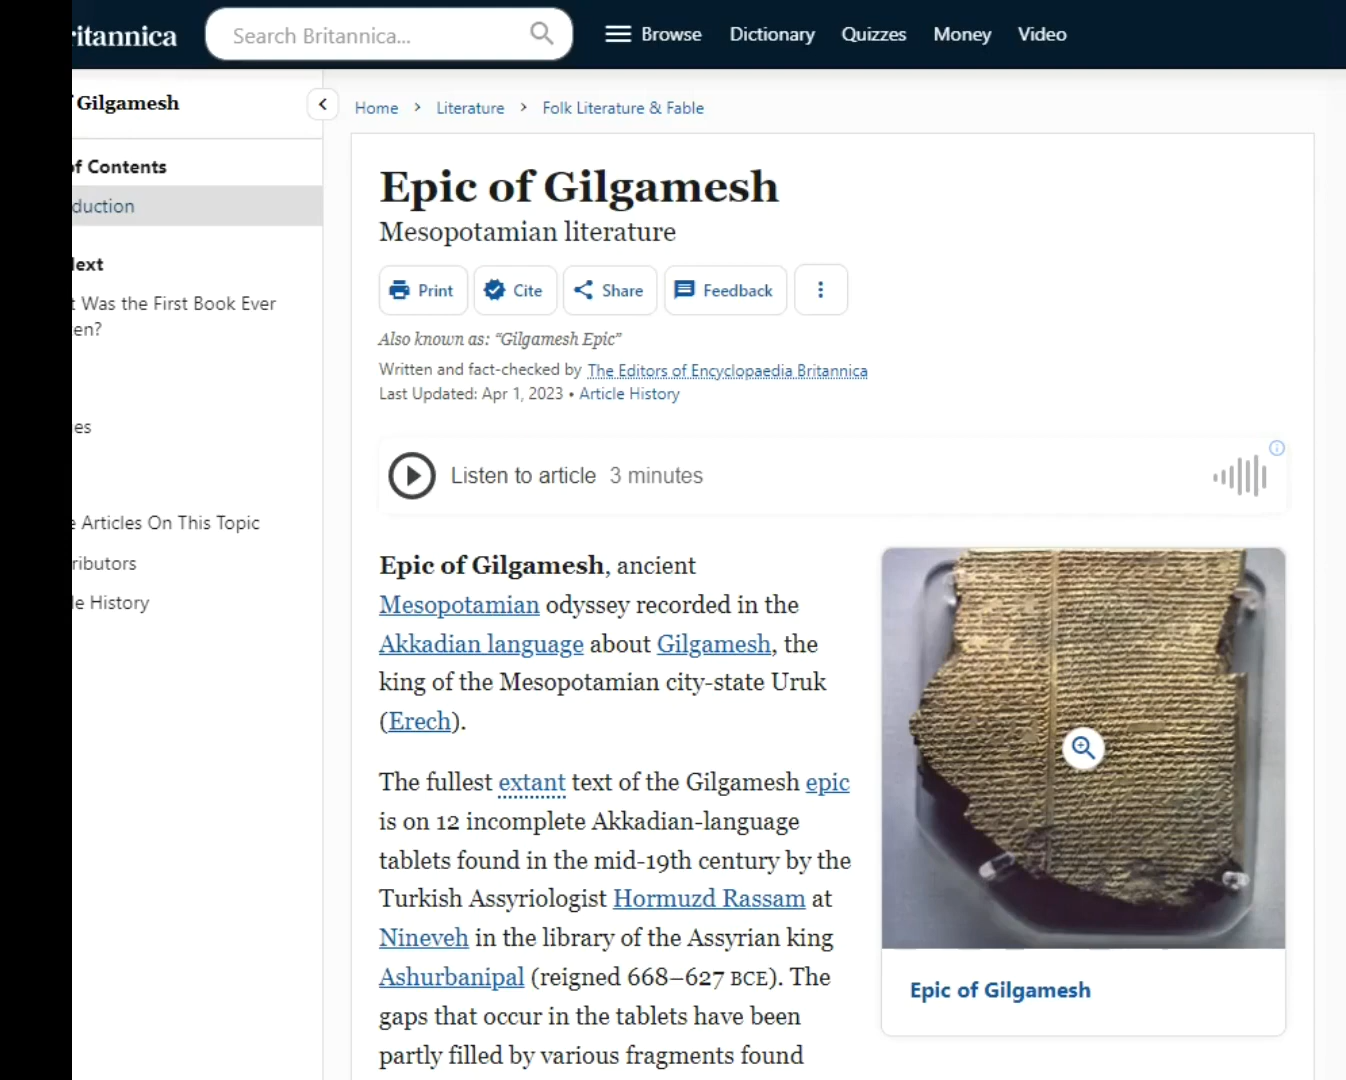 ritannica
Search Britannica...
Browse
Dictionary
Quizzes
Money
Video
Gilgamesh
of Contents
duction
ext
Was the First Book Ever
en?
es
Articles On This Topic
ributors
le History
Home > Literature > Folk Literature & Fable
Epic of Gilgamesh
Mesopotamian literature
Print
Cite
Share
Feedback
Also known as: “Gilgamesh Epic”
Written and fact-checked by The Editors of Encyclopaedia Britannica
Last Updated: Apr 1, 2023 • Article History
Listen to article 3 minutes
Epic of Gilgamesh, ancient
Mesopotamian odyssey recorded in the
Akkadian language about Gilgamesh, the
king of the Mesopotamian city-state Uruk
(Erech).
The fullest extant text of the Gilgamesh epic
is on 12 incomplete Akkadian-language
tablets found in the mid-19th century by the
Turkish Assyriologist Hormuzd Rassam at
Nineveh in the library of the Assyrian king
Ashurbanipal (reigned 668–627 BCE). The
gaps that occur in the tablets have been
partly filled by various fragments found
Epic of Gilgamesh